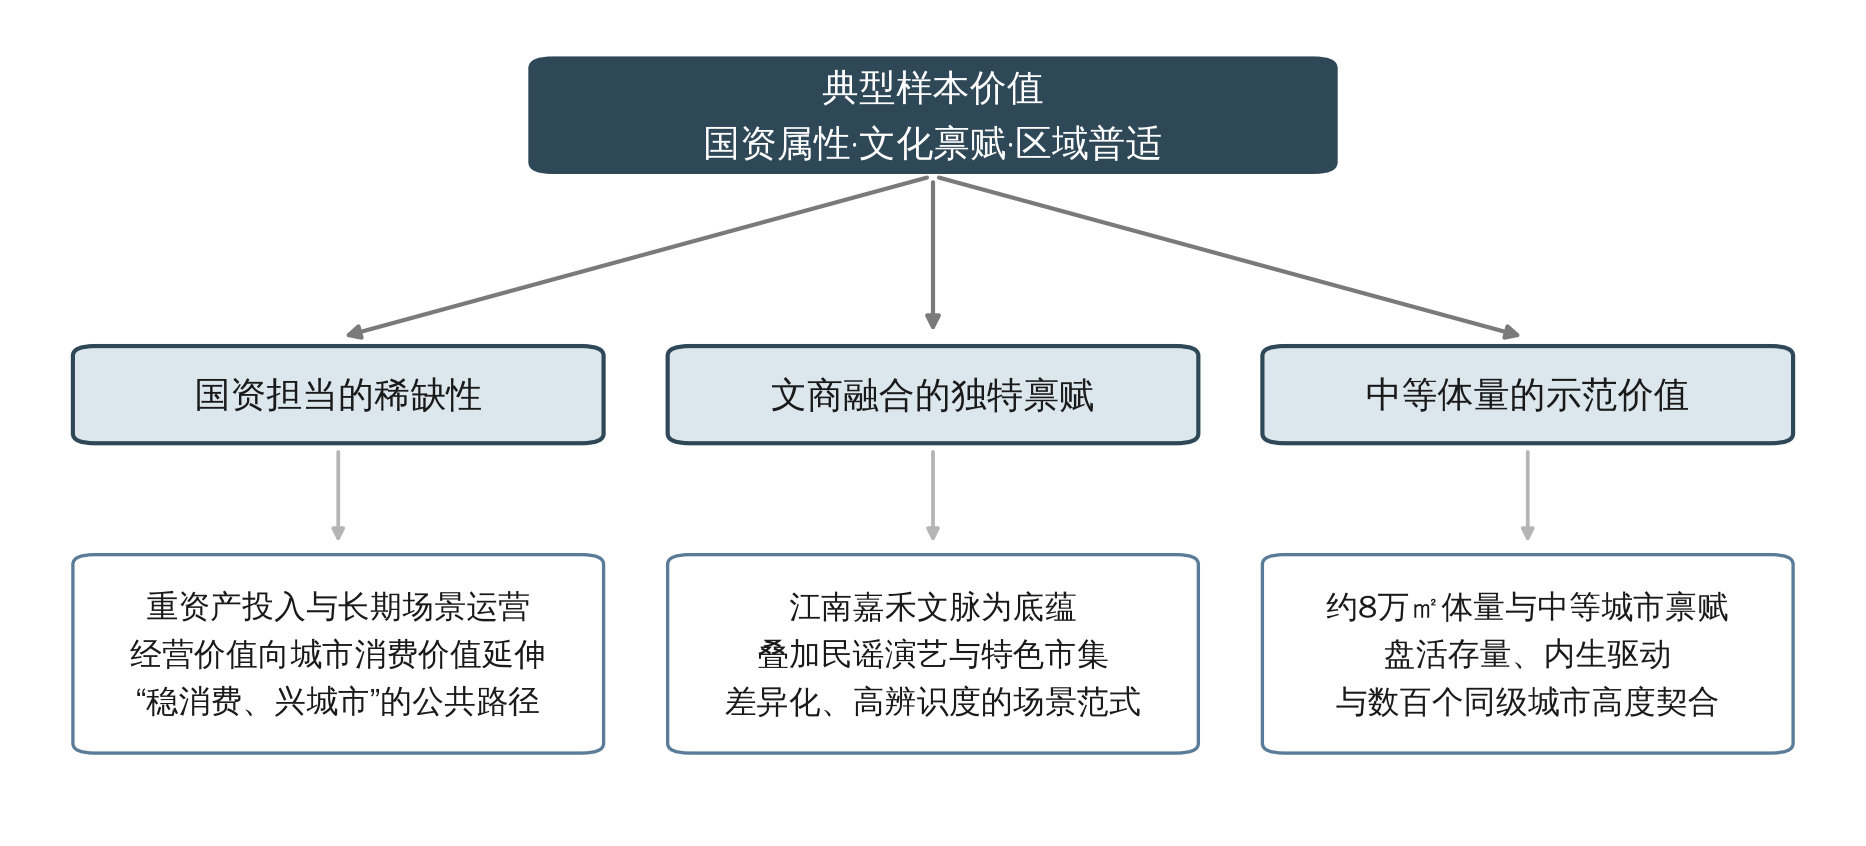 典型样本价值
国资属性·文化禀赋·区域普适
国资担当的稀缺性
文商融合的独特禀赋
中等体量的示范价值
重资产投入与长期场景运营
经营价值向城市消费价值延伸
“稳消费、兴城市”的公共路径
江南嘉禾文脉为底蕴
叠加民谣演艺与特色市集
差异化、高辨识度的场景范式
约8万㎡体量与中等城市禀赋
盘活存量、内生驱动
与数百个同级城市高度契合